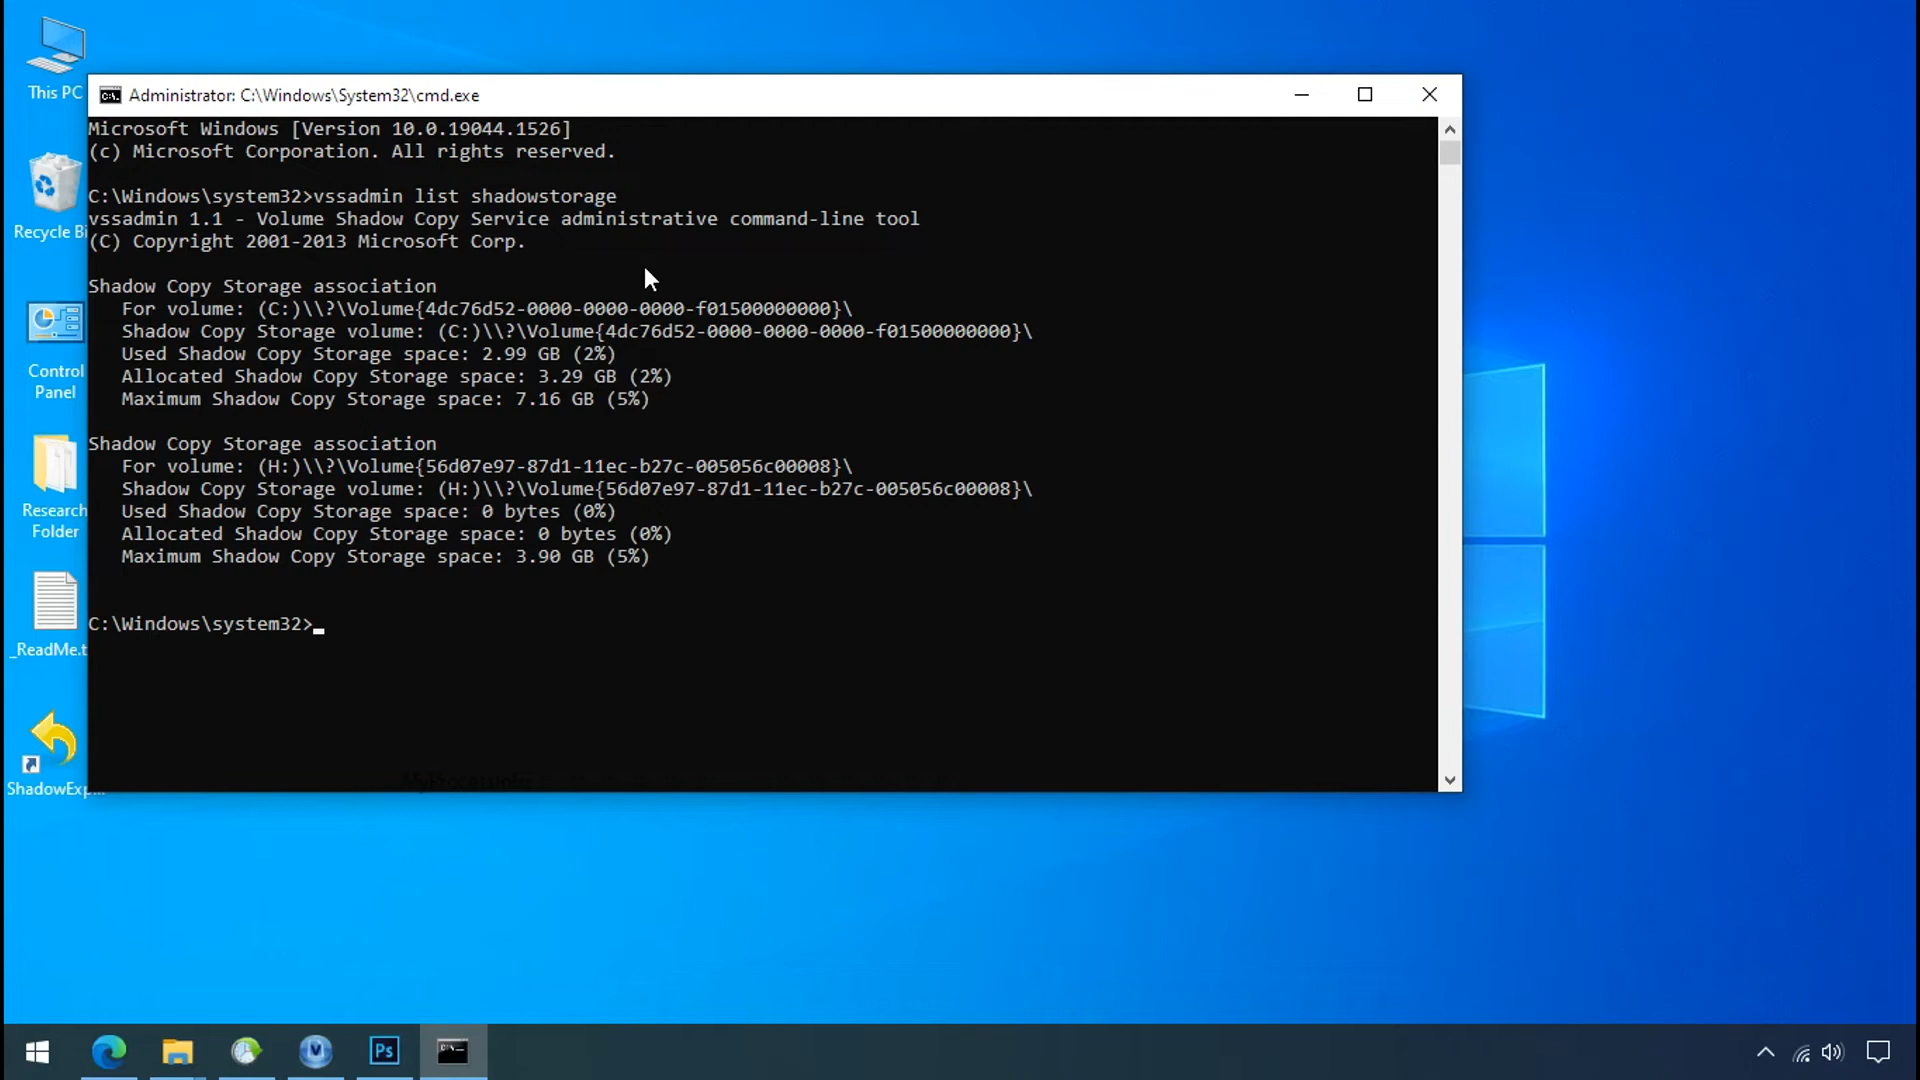 This PC
Administrator: C:\Windows\System32\cmd.exe
Microsoft Windows [Version 10.0.19044.1526]
(c) Microsoft Corporation. All rights reserved.
C:\Windows\system32>vssadmin list shadowstorage
vssadmin 1.1 - Volume Shadow Copy Service administrative command-line tool
(C) Copyright 2001-2013 Microsoft Corp.
Shadow Copy Storage association
For volume: (C:)\\?\Volume{4dc76d52-0000-0000-0000-f01500000000}\
Shadow Copy Storage volume: (C:)\\?\Volume{4dc76d52-0000-0000-0000-f01500000000}\
Used Shadow Copy Storage space: 2.99 GB (2%)
Allocated Shadow Copy Storage space: 3.29 GB (2%)
Maximum Shadow Copy Storage space: 7.16 GB (5%)
Shadow Copy Storage association
For volume: (H:)\\?\Volume{56d07e97-87d1-11ec-b27c-005056c00008}\
Shadow Copy Storage volume: (H:)\\?\Volume{56d07e97-87d1-11ec-b27c-005056c00008}\
Used Shadow Copy Storage space: 0 bytes (0%)
Allocated Shadow Copy Storage space: 0 bytes (0%)
Maximum Shadow Copy Storage space: 3.90 GB (5%)
C:\Windows\system32>
Recycle Bi
Control
Panel
Research
Folder
_ReadMe.t
ShadowExp...
Ps